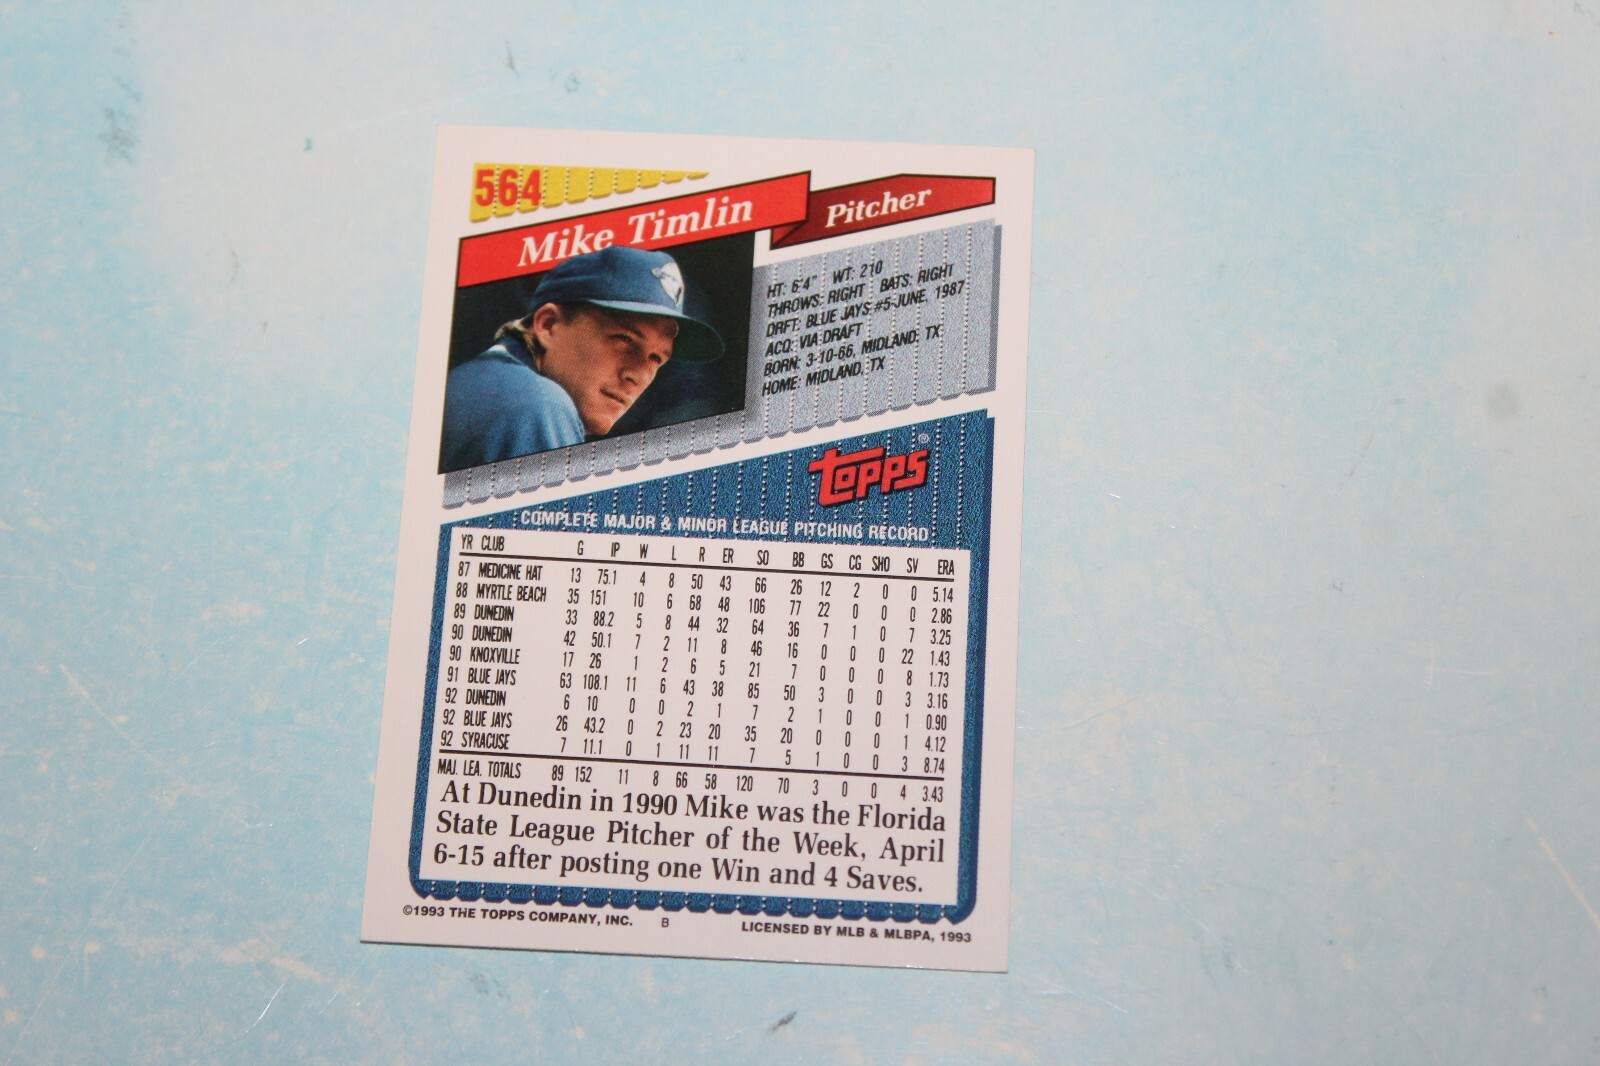 564
Mike Timlin
Pitcher
HT: 6'4" WT: 210
THROWS: RIGHT BATS: RIGHT
DRFT: BLUE JAYS #5-JUNE, 1987
ACQ: VIA DRAFT
BORN: 3-10-66, MIDLAND, TX
HOME: MIDLAND, TX
topps®
COMPLETE MAJOR & MINOR LEAGUE PITCHING RECORD
YR CLUB G IP W L R ER SO BB GS CG SHO SV ERA
87 MEDICINE HAT 13 75.1 4 8 50 43 66 26 12 2 0 0 5.14
88 MYRTLE BEACH 35 151 10 6 68 48 106 77 22 0 0 0 2.86
89 DUNEDIN 33 88.2 5 8 44 32 64 36 7 1 0 7 3.25
90 DUNEDIN 42 50.1 7 2 11 8 46 16 0 0 0 22 1.43
90 KNOXVILLE 17 26 1 2 6 5 21 7 0 0 0 8 1.73
91 BLUE JAYS 63 108.1 11 6 43 38 85 50 3 0 0 3 3.16
92 DUNEDIN 6 10 0 0 2 1 7 2 1 0 0 1 0.90
92 BLUE JAYS 26 43.2 0 2 23 20 35 20 0 0 0 1 4.12
92 SYRACUSE 7 11.1 0 1 11 11 7 5 1 0 0 3 8.74
MAJ. LEA. TOTALS 89 152 11 8 66 58 120 70 3 0 0 4 3.43
At Dunedin in 1990 Mike was the Florida
State League Pitcher of the Week, April
6-15 after posting one Win and 4 Saves.
©1993 THE TOPPS COMPANY, INC. B LICENSED BY MLB & MLBPA, 1993